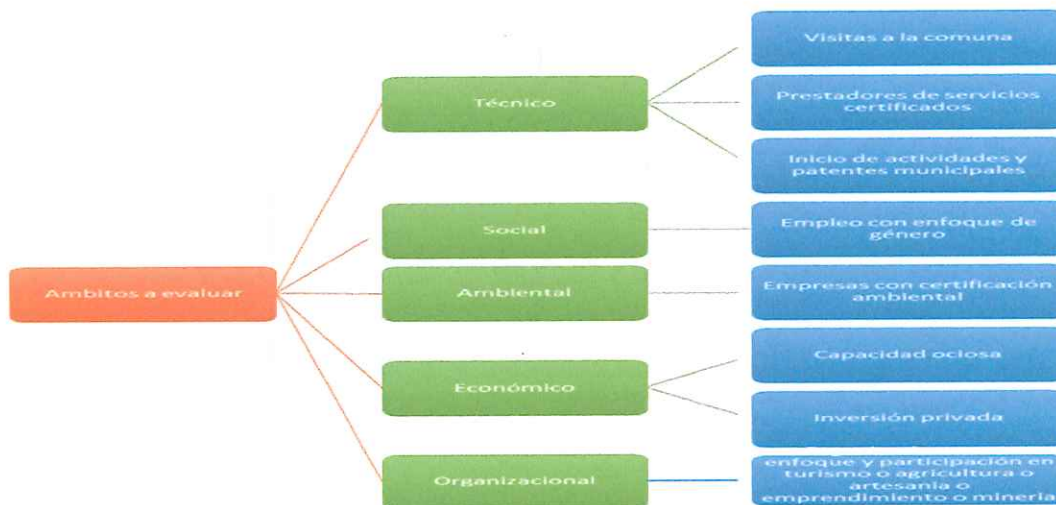 Ambitos a evaluar
Técnico
Visitas a la comuna
Prestadores de servicios
certificados
Inicio de actividades y
patentes municipales
Social
Empleo con enfoque de
género
Ambiental
Empresas con certificación
ambiental
Económico
Capacidad ociosa
Inversión privada
Organizacional
enfoque y participación en
turismo o agricultura o
artesania o
emprendimiento o mineria